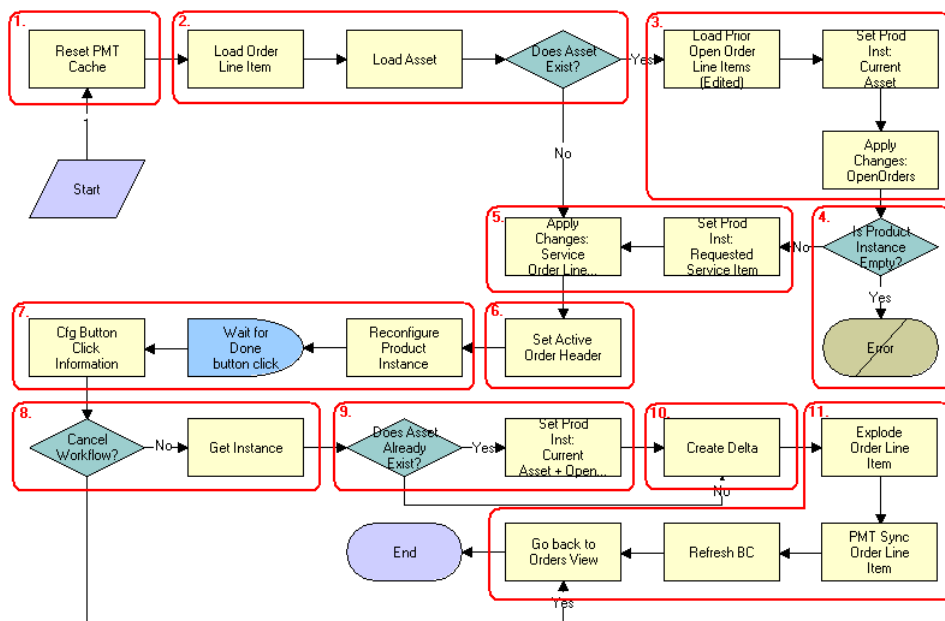 1.
Reset PMT
Cache
2.
Load Order
Line Item
Load Asset
Does Asset
Exist?
Yes
3.
Load Prior
Open Order
Line Items
(Edited)
Set Prod
Inst:
Current
Asset
Start
No
Apply
Changes:
OpenOrders
5.
Apply
Changes:
Service
Order Line...
Set Prod
Inst:
Requested
Service Item
No
4.
Is Product
Instance
Empty?
Yes
Error
7.
Cfg Button
Click
Information
Wait for
Done
button click
Reconfigure
Product
Instance
6.
Set Active
Order Header
8.
Cancel
Workflow?
No
Get Instance
9.
Does Asset
Already
Exist?
Yes
Set Prod
Inst:
Current
Asset + Open...
10.
Create Delta
No
11.
Explode
Order Line
Item
End
Go back to
Orders View
Refresh BC
PMT Sync
Order Line
Item
Yes